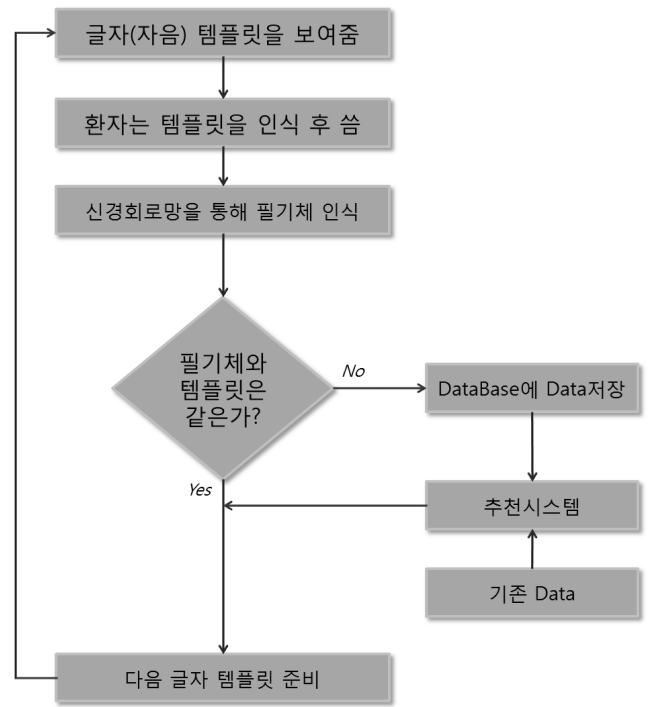 글자(자음) 템플릿을 보여줌
환자는 템플릿을 인식 후 씀
신경회로망을 통해 필기체 인식
필기체와
템플릿은
같은가?
No
DataBase에 Data저장
Yes
추천시스템
기존 Data
다음 글자 템플릿 준비